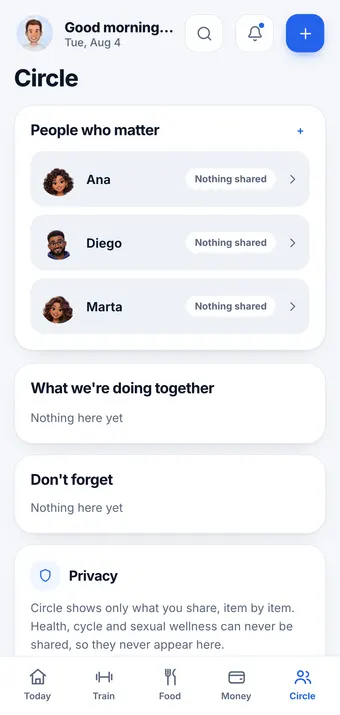 Good morning...
Tue, Aug 4
+
Circle
People who matter
+
Ana
Nothing shared
Diego
Nothing shared
Marta
Nothing shared
What we're doing together
Nothing here yet
Don't forget
Nothing here yet
Privacy
Circle shows only what you share, item by item.
Health, cycle and sexual wellness can never be
shared, so they never appear here.
Today
Train
Food
Money
Circle